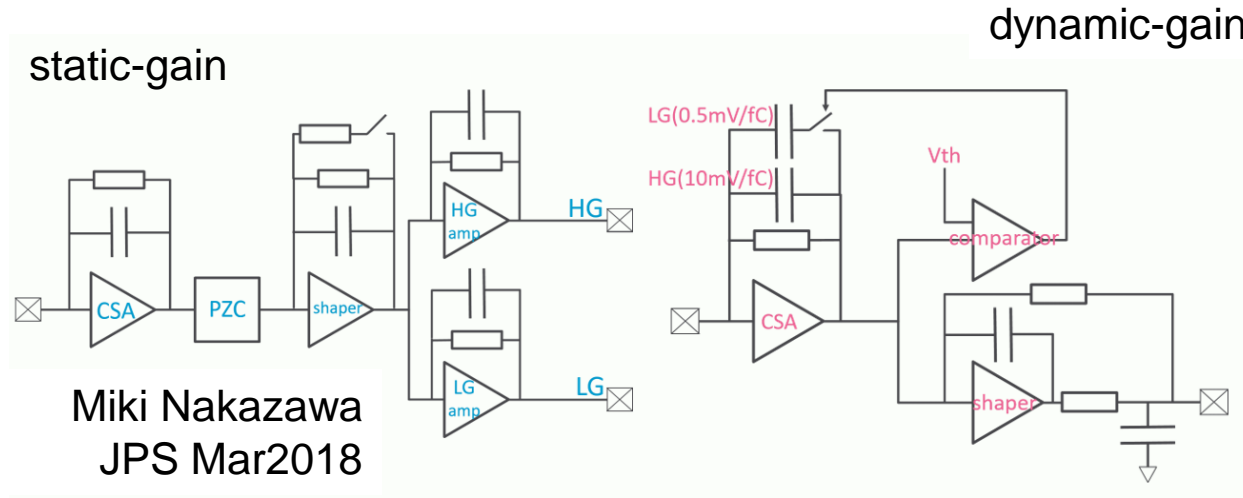 static-gain
dynamic-gain
CSA
PZC
shaper
HG
amp
HG
LG
amp
LG
LG(0.5mV/fC)
HG(10mV/fC)
Vth
comparator
CSA
shaper
Miki Nakazawa
JPS Mar2018